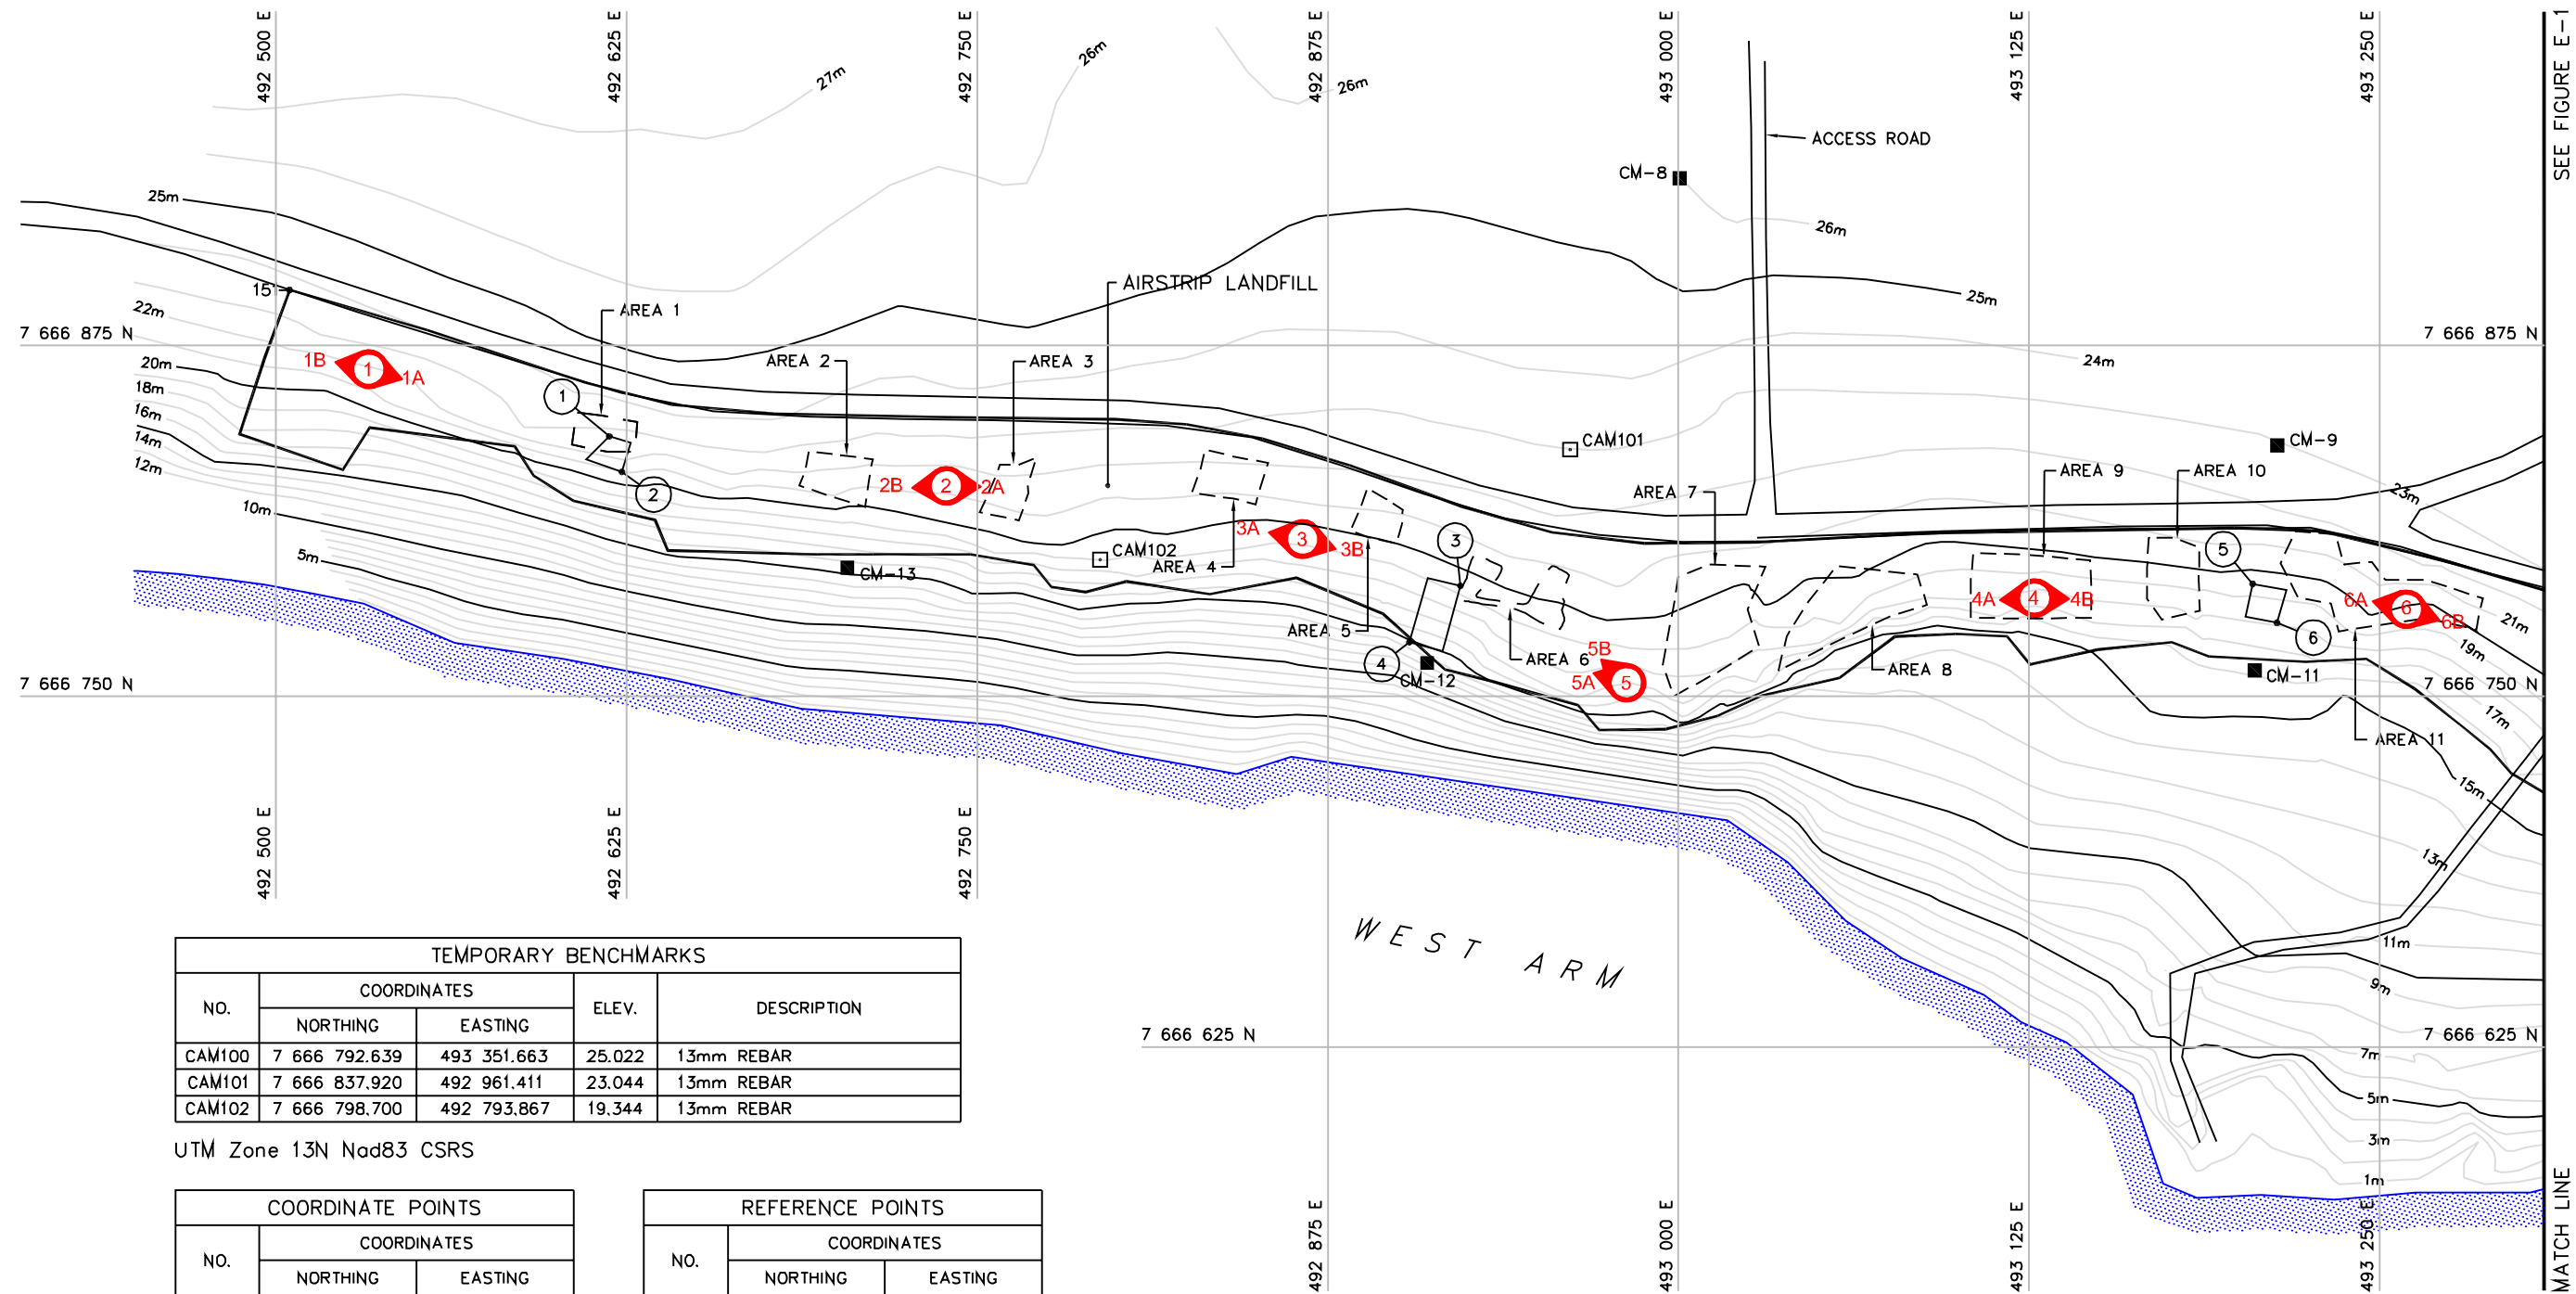 492 500 E
492 625 E
492 750 E
492 875 E
493 000 E
493 125 E
493 250 E
SEE FIGURE E-1
27m
26m
26m
ACCESS ROAD
CM-8
26m
25m
25m
15
AIRSTRIP LANDFILL
22m
AREA 1
7 666 875 N
7 666 875 N
1B
1
1A
AREA 2
AREA 3
24m
20m
18m
16m
14m
12m
1
2
CAM101
CM-9
2B
2
2A
AREA 7
AREA 9
AREA 10
23m
10m
5m
3A
3
3B
3
5
CAM102
CM-13
AREA 4
4A
4
4B
6A
6
6B
21m
AREA 5
6
19m
4
CM-12
5B
5A
5
AREA 6
AREA 8
CM-11
7 666 750 N
7 666 750 N
17m
AREA 11
15m
13m
492 500 E
492 625 E
492 750 E
WEST ARM
11m
9m
7 666 625 N
7 666 625 N
7m
5m
3m
1m
TEMPORARY BENCHMARKS
NO.
COORDINATES
ELEV.
DESCRIPTION
NORTHING
EASTING
CAM100 7 666 792.639 493 351.663 25.022 13mm REBAR
CAM101 7 666 837.920 492 961.411 23.044 13mm REBAR
CAM102 7 666 798.700 492 793.867 19.344 13mm REBAR
UTM Zone 13N Nad83 CSRS
COORDINATE POINTS
NO.
COORDINATES
NORTHING
EASTING
REFERENCE POINTS
NO.
COORDINATES
NORTHING
EASTING
492 875 E
493 000 E
493 125 E
493 250 E
MATCH LINE